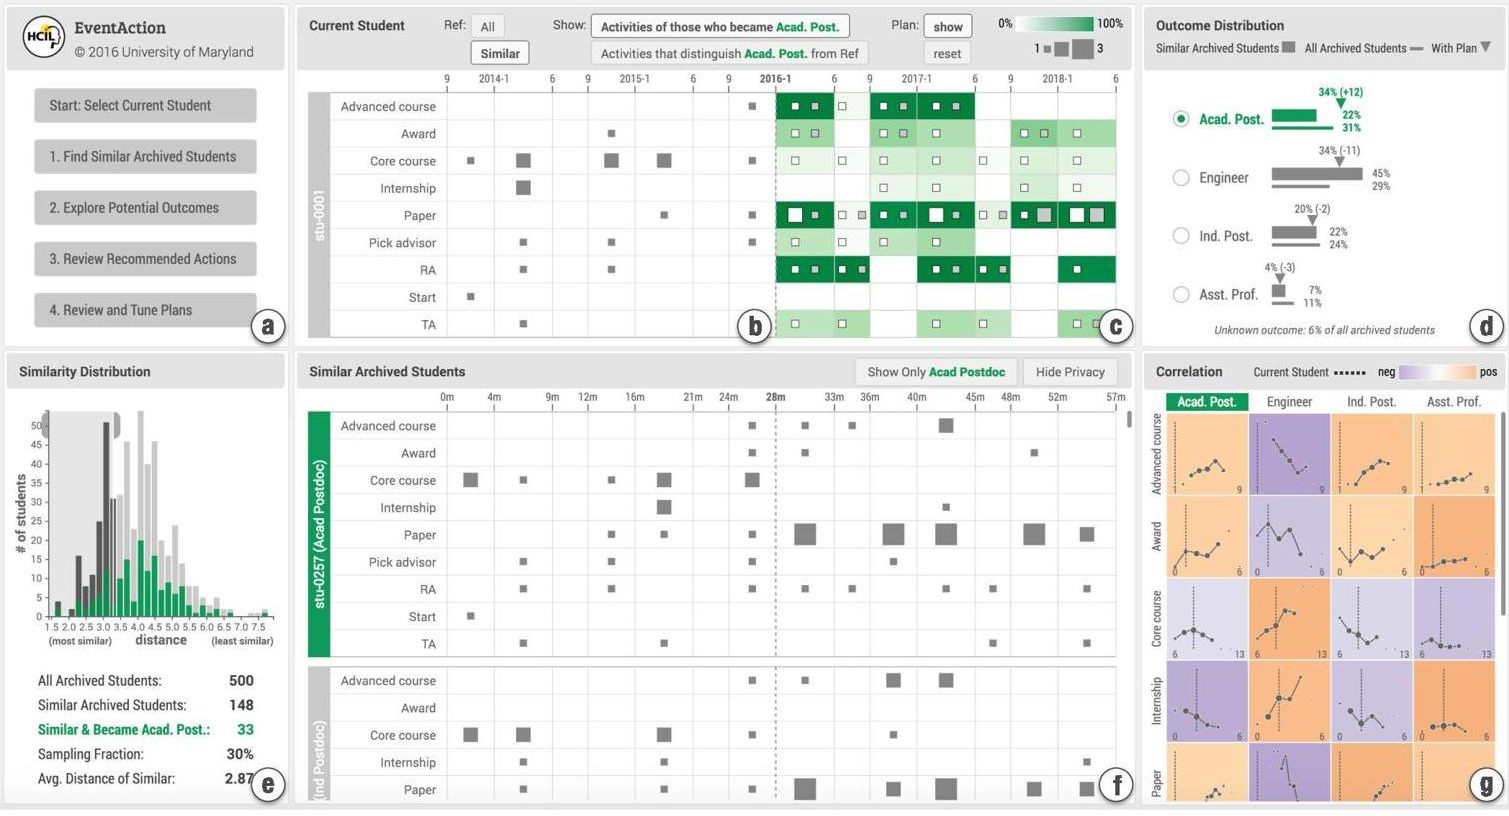 HCIL
EventAction
© 2016 University of Maryland
Start: Select Current Student
1. Find Similar Archived Students
2. Explore Potential Outcomes
3. Review Recommended Actions
4. Review and Tune Plans
a
Current Student
Ref: All
Similar
Show: Activities of those who became Acad. Post.
Activities that distinguish Acad. Post. from Ref
Plan: show
reset
0% 100%
1 3
9 2014-1 6 9 2015-1 6 9 2016-1 6 9 2017-1 6 9 2018-1 6
stu-0001
Advanced course
Award
Core course
Internship
Paper
Pick advisor
RA
Start
TA
b
c
Outcome Distribution
Similar Archived Students All Archived Students With Plan
34% (+12)
Acad. Post. 22%
31%
34% (-11)
Engineer 45%
29%
20% (-2)
Ind. Post. 22%
24%
4% (-3)
Asst. Prof. 7%
11%
Unknown outcome: 6% of all archived students
d
Similarity Distribution
# of students
50
45
40
35
30
25
20
15
10
5
0
1.5 2.0 2.5 3.0 3.5 4.0 4.5 5.0 5.5 6.0 6.5 7.0 7.5
(most similar) distance (least similar)
All Archived Students: 500
Similar Archived Students: 148
Similar & Became Acad. Post.: 33
Sampling Fraction: 30%
Avg. Distance of Similar: 2.87
e
Similar Archived Students
Show Only Acad Postdoc
Hide Privacy
0m 4m 9m 12m 16m 21m 24m 28m 33m 36m 40m 45m 48m 52m 57m
stu-0257 (Acad Postdoc)
Advanced course
Award
Core course
Internship
Paper
Pick advisor
RA
Start
TA
(Ind Postdoc)
Advanced course
Award
Core course
Internship
Paper
f
Correlation
Current Student neg pos
Acad. Post. Engineer Ind. Post. Asst. Prof.
Advanced course
1 9 1 9 1 9 1 9
Award
0 6 0 6 0 6 0 6
Core course
6 13 6 13 6 13 6 13
Internship
0 6 0 6 0 6 0 6
Paper
g